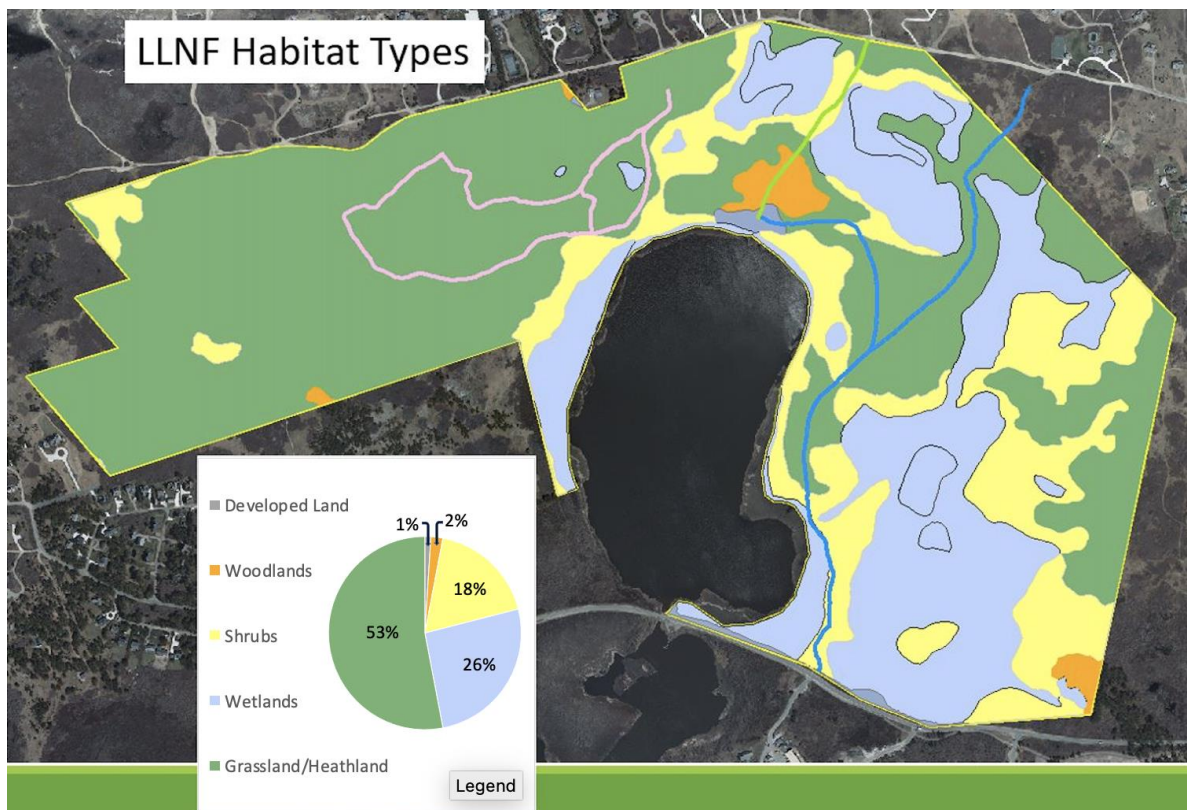 LLNF Habitat Types
Developed Land
1%
2%
Woodlands
18%
Shrubs
53%
26%
Wetlands
Grassland/Heathland
Legend